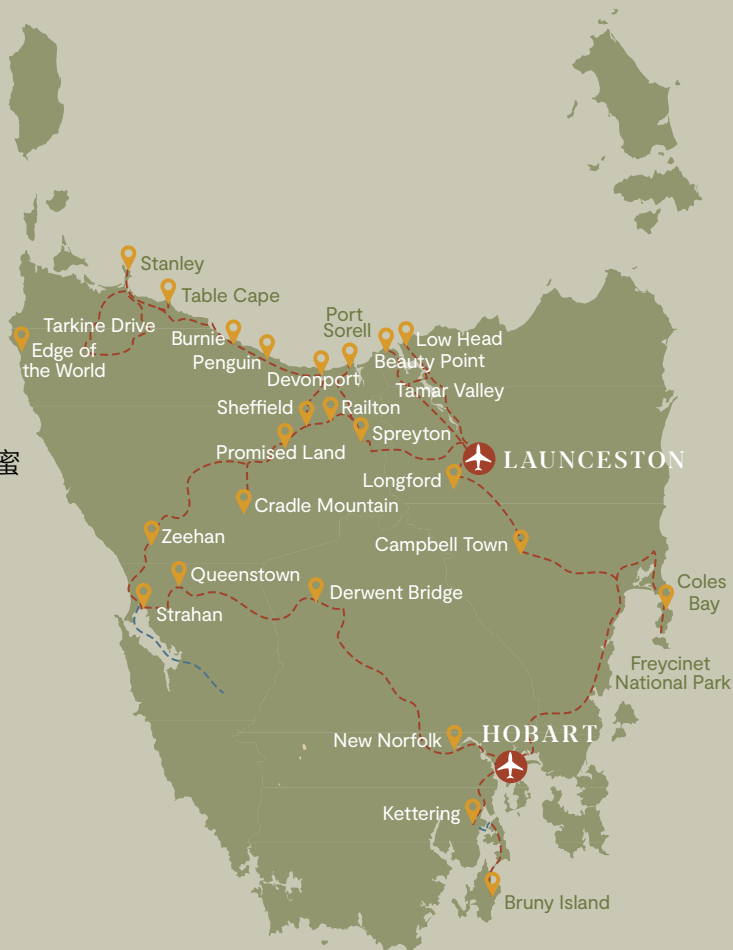 Stanley
Table Cape
Tarkine Drive
Edge of
the World
Burnie
Penguin
Port
Sorell
Devonport
Low Head
Beauty Point
Tamar Valley
Sheffield
Railton
Spreyton
Promised Land
蜜
LAUNCESTON
Longford
Cradle Mountain
Zeehan
Campbell Town
Queenstown
Derwent Bridge
Coles
Bay
Strahan
Freycinet
National Park
New Norfolk
HOBART
Kettering
Bruny Island